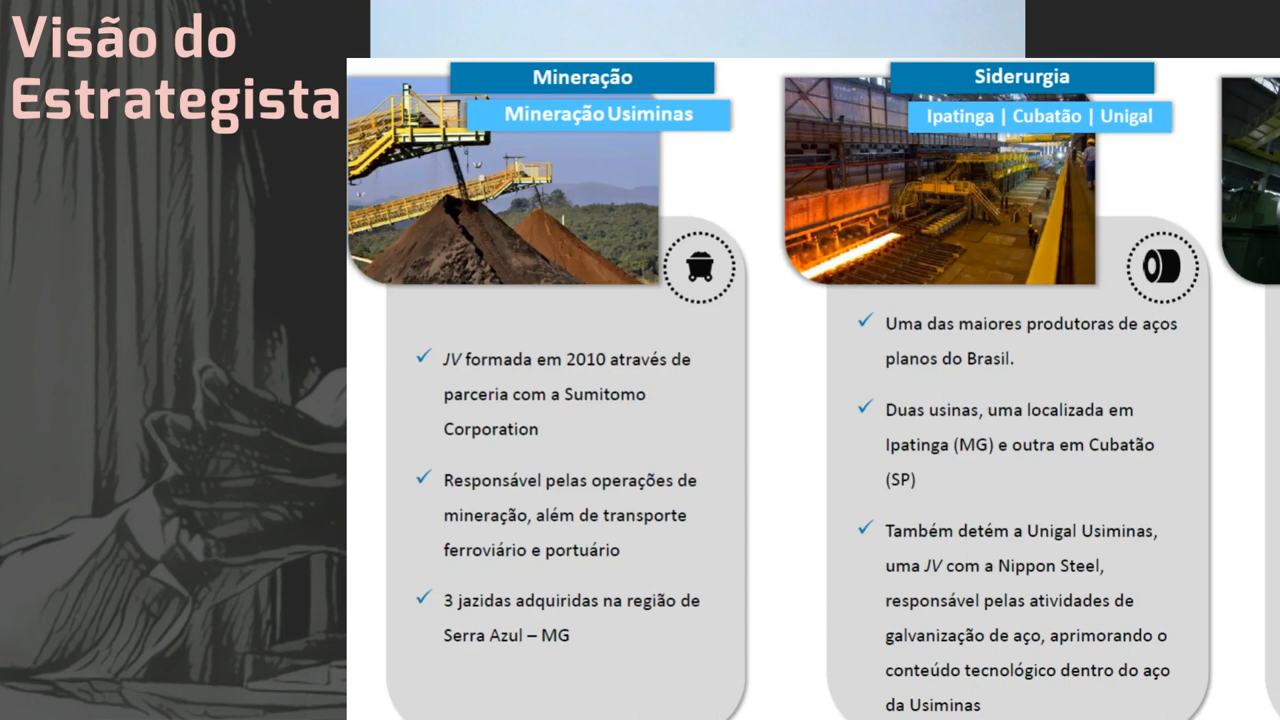 Visão do
Estrategista
Mineração
Mineração Usiminas
JV formada em 2010 através de
parceria com a Sumitomo
Corporation
Responsável pelas operações de
mineração, além de transporte
ferroviário e portuário
3 jazidas adquiridas na região de
Serra Azul – MG
Siderurgia
Ipatinga | Cubatão | Unigal
Uma das maiores produtoras de aços
planos do Brasil.
Duas usinas, uma localizada em
Ipatinga (MG) e outra em Cubatão
(SP)
Também detém a Unigal Usiminas,
uma JV com a Nippon Steel,
responsável pelas atividades de
galvanização de aço, aprimorando o
conteúdo tecnológico dentro do aço
da Usiminas